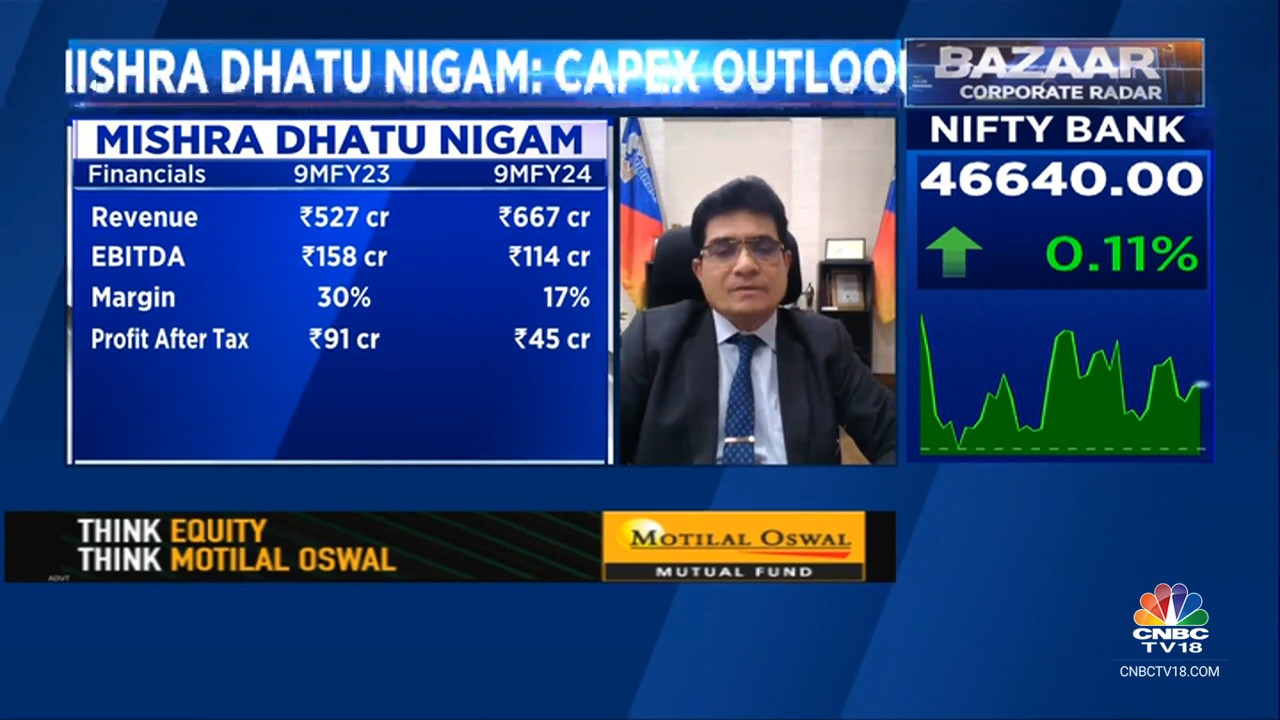 MISHRA DHATU NIGAM: CAPEX OUTLOO
BAZAAR
CORPORATE RADAR
MISHRA DHATU NIGAM
Financials 9MFY23 9MFY24
Revenue ₹527 cr ₹667 cr
EBITDA ₹158 cr ₹114 cr
Margin 30% 17%
Profit After Tax ₹91 cr ₹45 cr
NIFTY BANK
46640.00
0.11%
THINK EQUITY
THINK MOTILAL OSWAL
ADVT
MOTILAL OSWAL
MUTUAL FUND
CNBC
TV18
CNBCTV18.COM